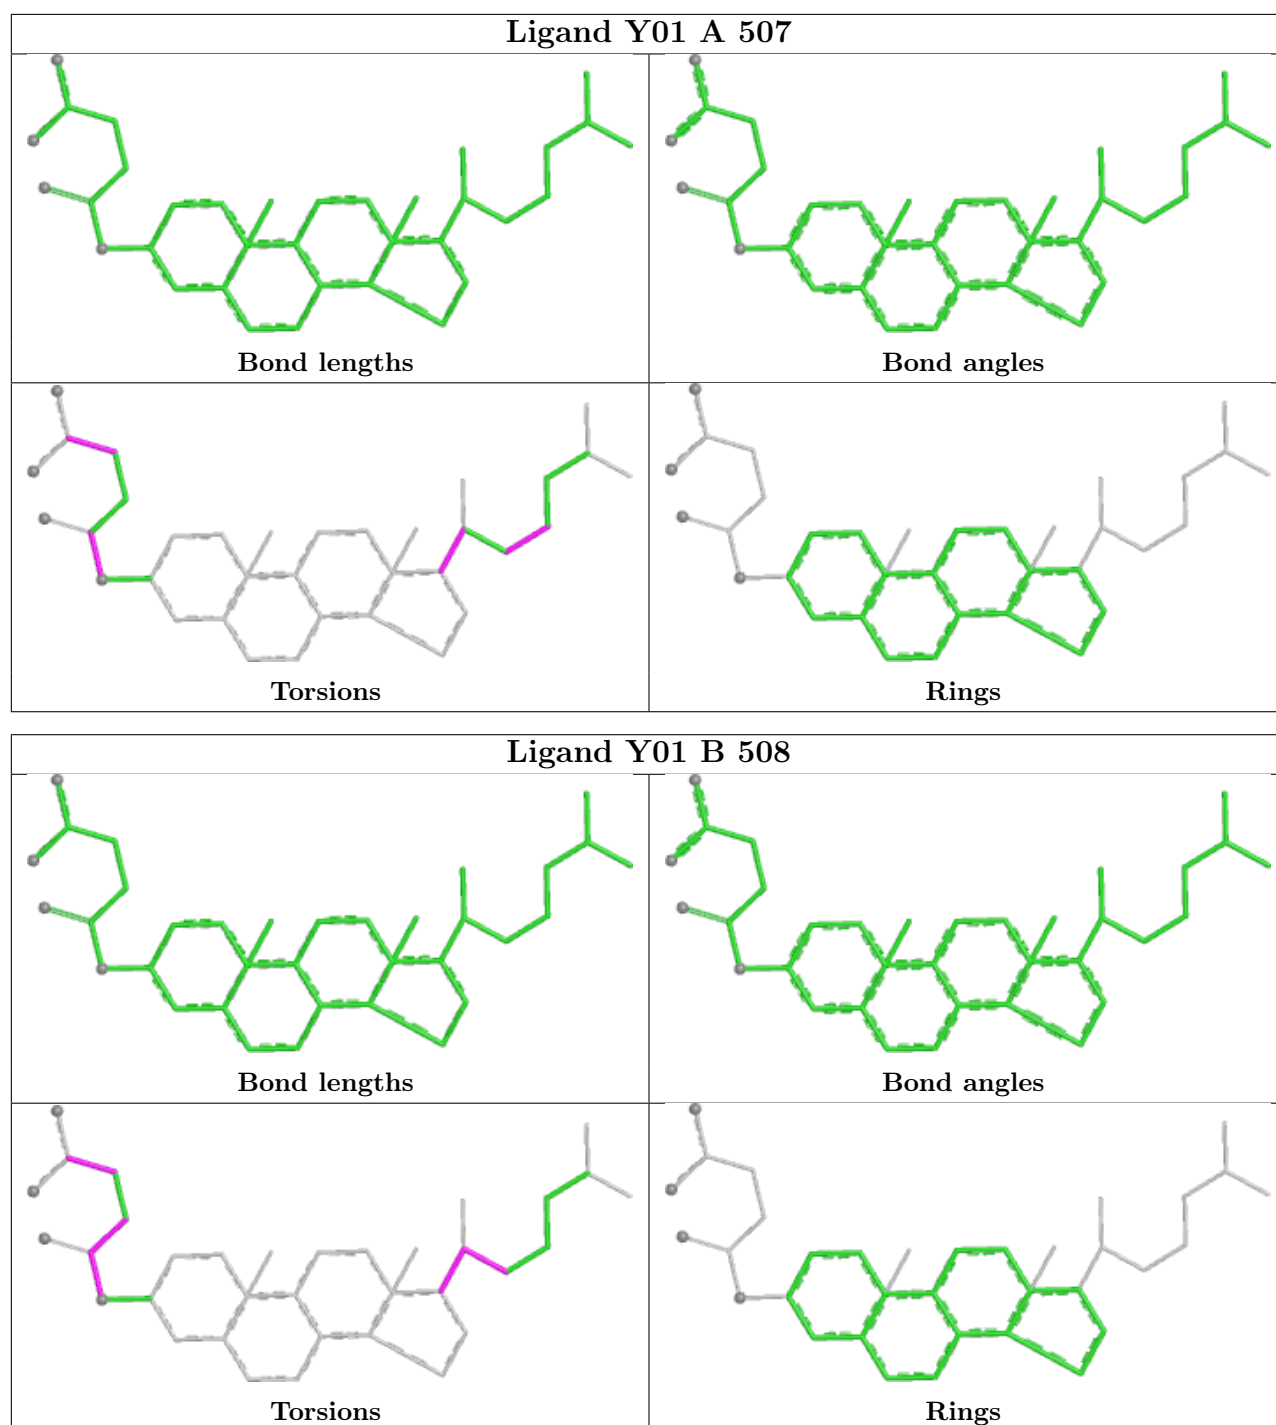 Ligand Y01 A 507
Bond lengths
Bond angles
Torsions
Rings
Ligand Y01 B 508
Bond lengths
Bond angles
Torsions
Rings